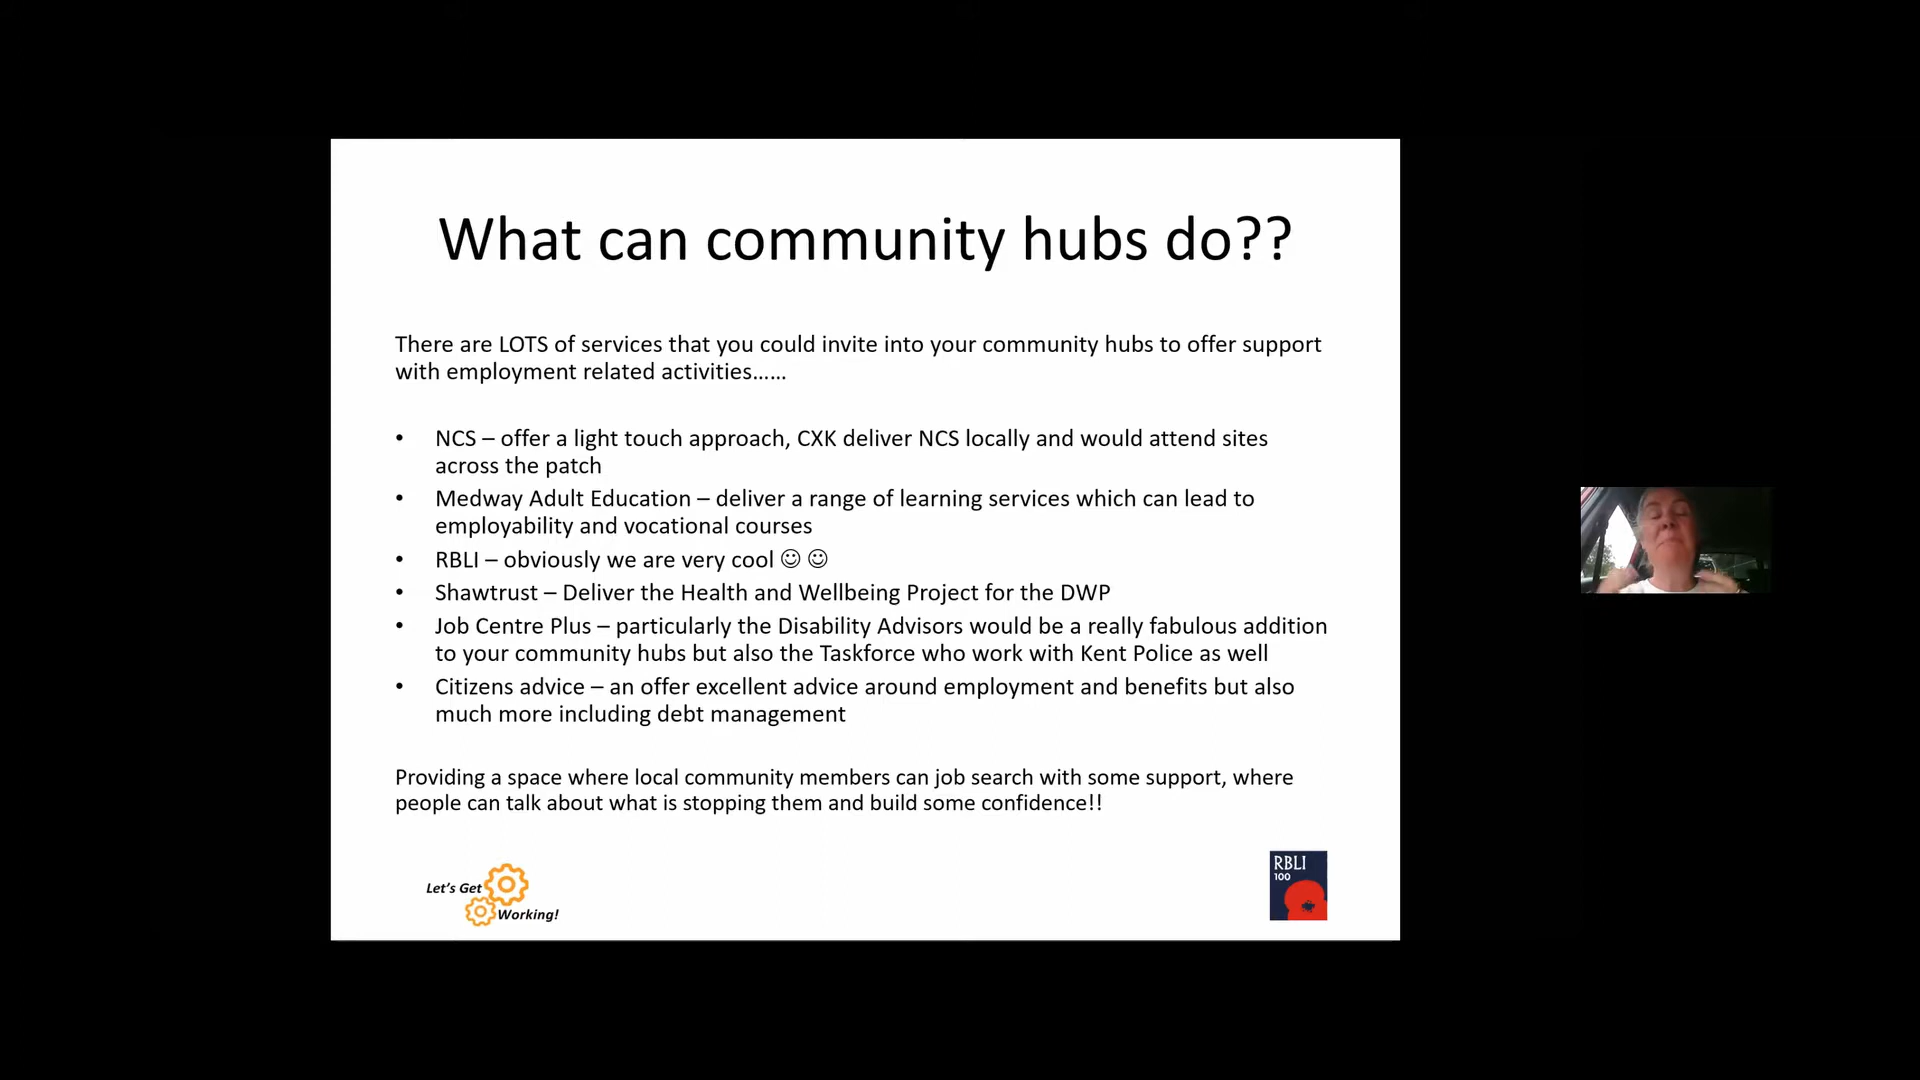 What can community hubs do??
There are LOTS of services that you could invite into your community hubs to offer support
with employment related activities......
• NCS – offer a light touch approach, CXK deliver NCS locally and would attend sites
across the patch
• Medway Adult Education – deliver a range of learning services which can lead to
employability and vocational courses
• RBLI – obviously we are very cool ☺ ☺
• Shawtrust – Deliver the Health and Wellbeing Project for the DWP
• Job Centre Plus – particularly the Disability Advisors would be a really fabulous addition
to your community hubs but also the Taskforce who work with Kent Police as well
• Citizens advice – an offer excellent advice around employment and benefits but also
much more including debt management
Providing a space where local community members can job search with some support, where
people can talk about what is stopping them and build some confidence!!
Let's Get
Working!
RBLI
100